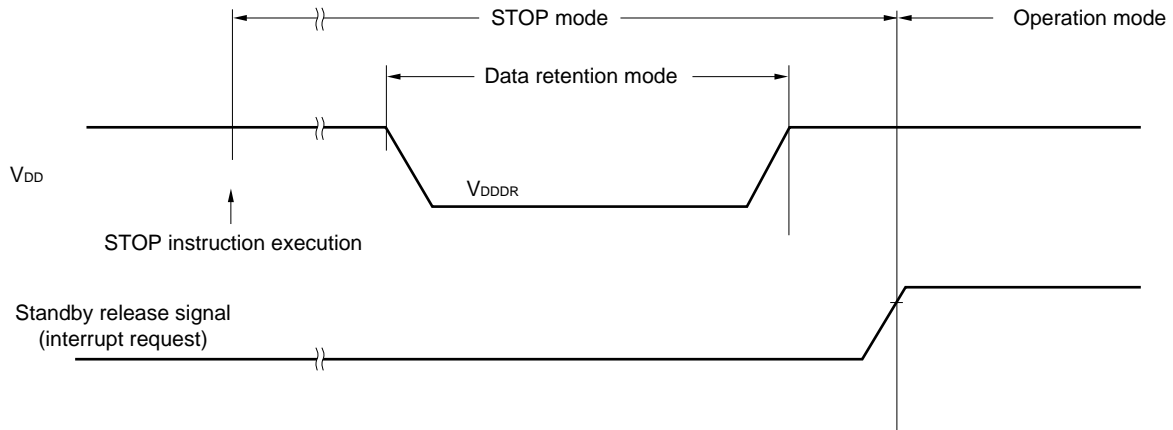 STOP mode
Operation mode
Data retention mode
VDD
VDDDR
STOP instruction execution
Standby release signal
(interrupt request)